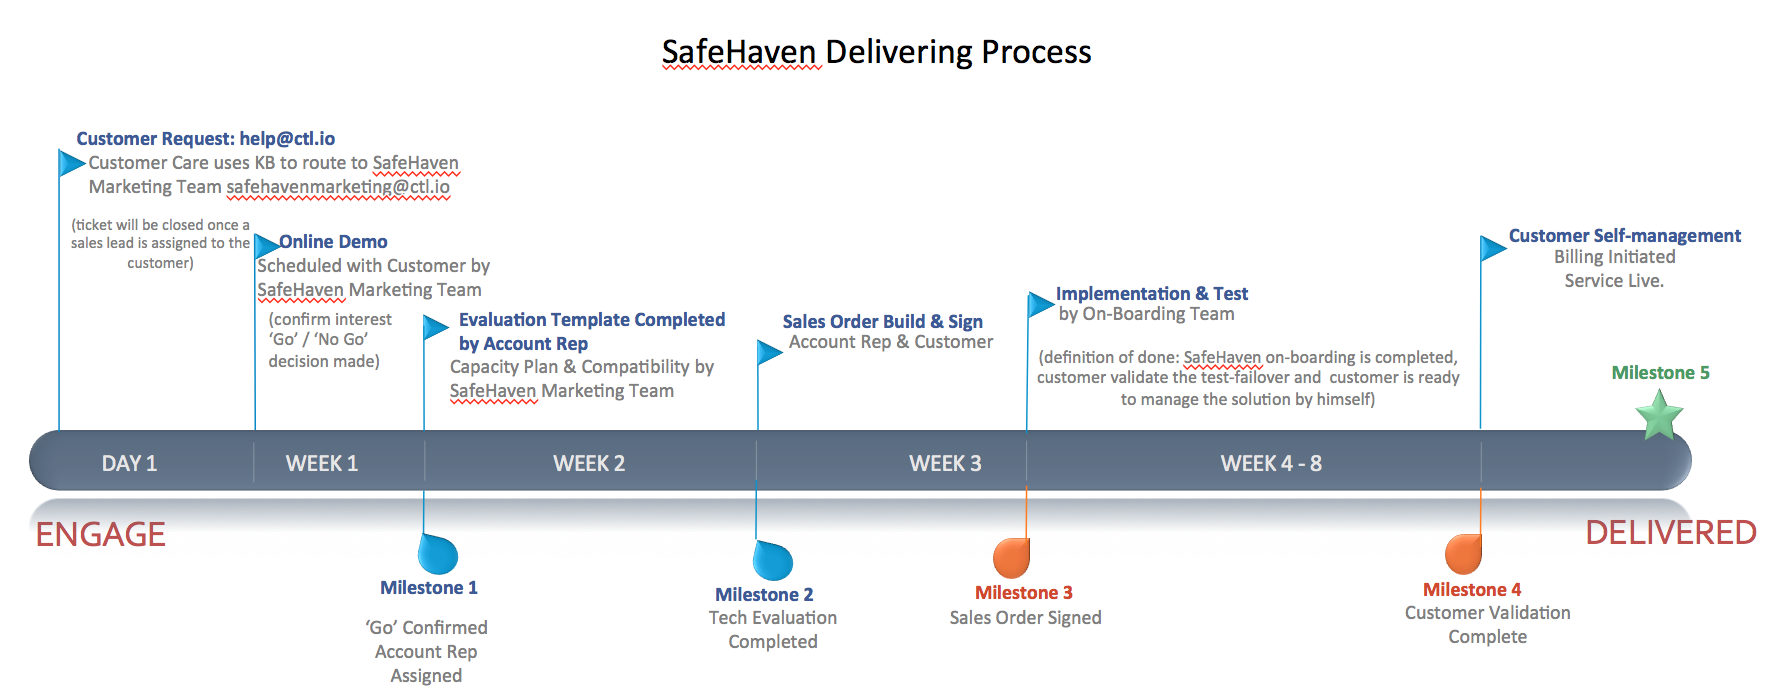 SafeHaven Delivering Process
Customer Request: help@ctl.io
Customer Care uses KB to route to SafeHaven
Marketing Team safehavenmarketing@ctl.io
(ticket will be closed once a
sales lead is assigned to the
customer)
Online Demo
Scheduled with Customer by
SafeHaven Marketing Team
(confirm interest
‘Go’ / ‘No Go’
decision made)
Evaluation Template Completed
by Account Rep
Capacity Plan & Compatibility by
SafeHaven Marketing Team
Sales Order Build & Sign
Account Rep & Customer
Implementation & Test
by On-Boarding Team
(definition of done: SafeHaven on-boarding is completed,
customer validate the test-failover and customer is ready
to manage the solution by himself)
Customer Self-management
Billing Initiated
Service Live.
Milestone 5
DAY 1
WEEK 1
WEEK 2
WEEK 3
WEEK 4 - 8
ENGAGE
DELIVERED
Milestone 1
‘Go’ Confirmed
Account Rep
Assigned
Milestone 2
Tech Evaluation
Completed
Milestone 3
Sales Order Signed
Milestone 4
Customer Validation
Complete